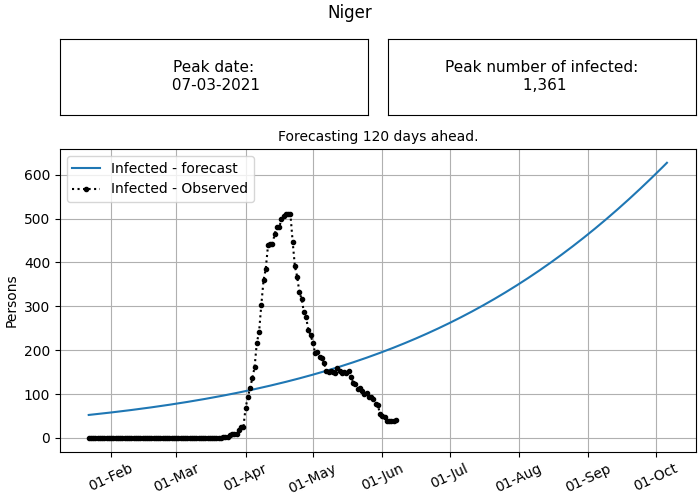 Niger
Peak date:
07-03-2021
Peak number of infected:
1,361
Forecasting 120 days ahead.
Infected - forecast
Infected - Observed
Persons
600
500
400
300
200
100
0
01-Feb
01-Mar
01-Apr
01-May
01-Jun
01-Jul
01-Aug
01-Sep
01-Oct